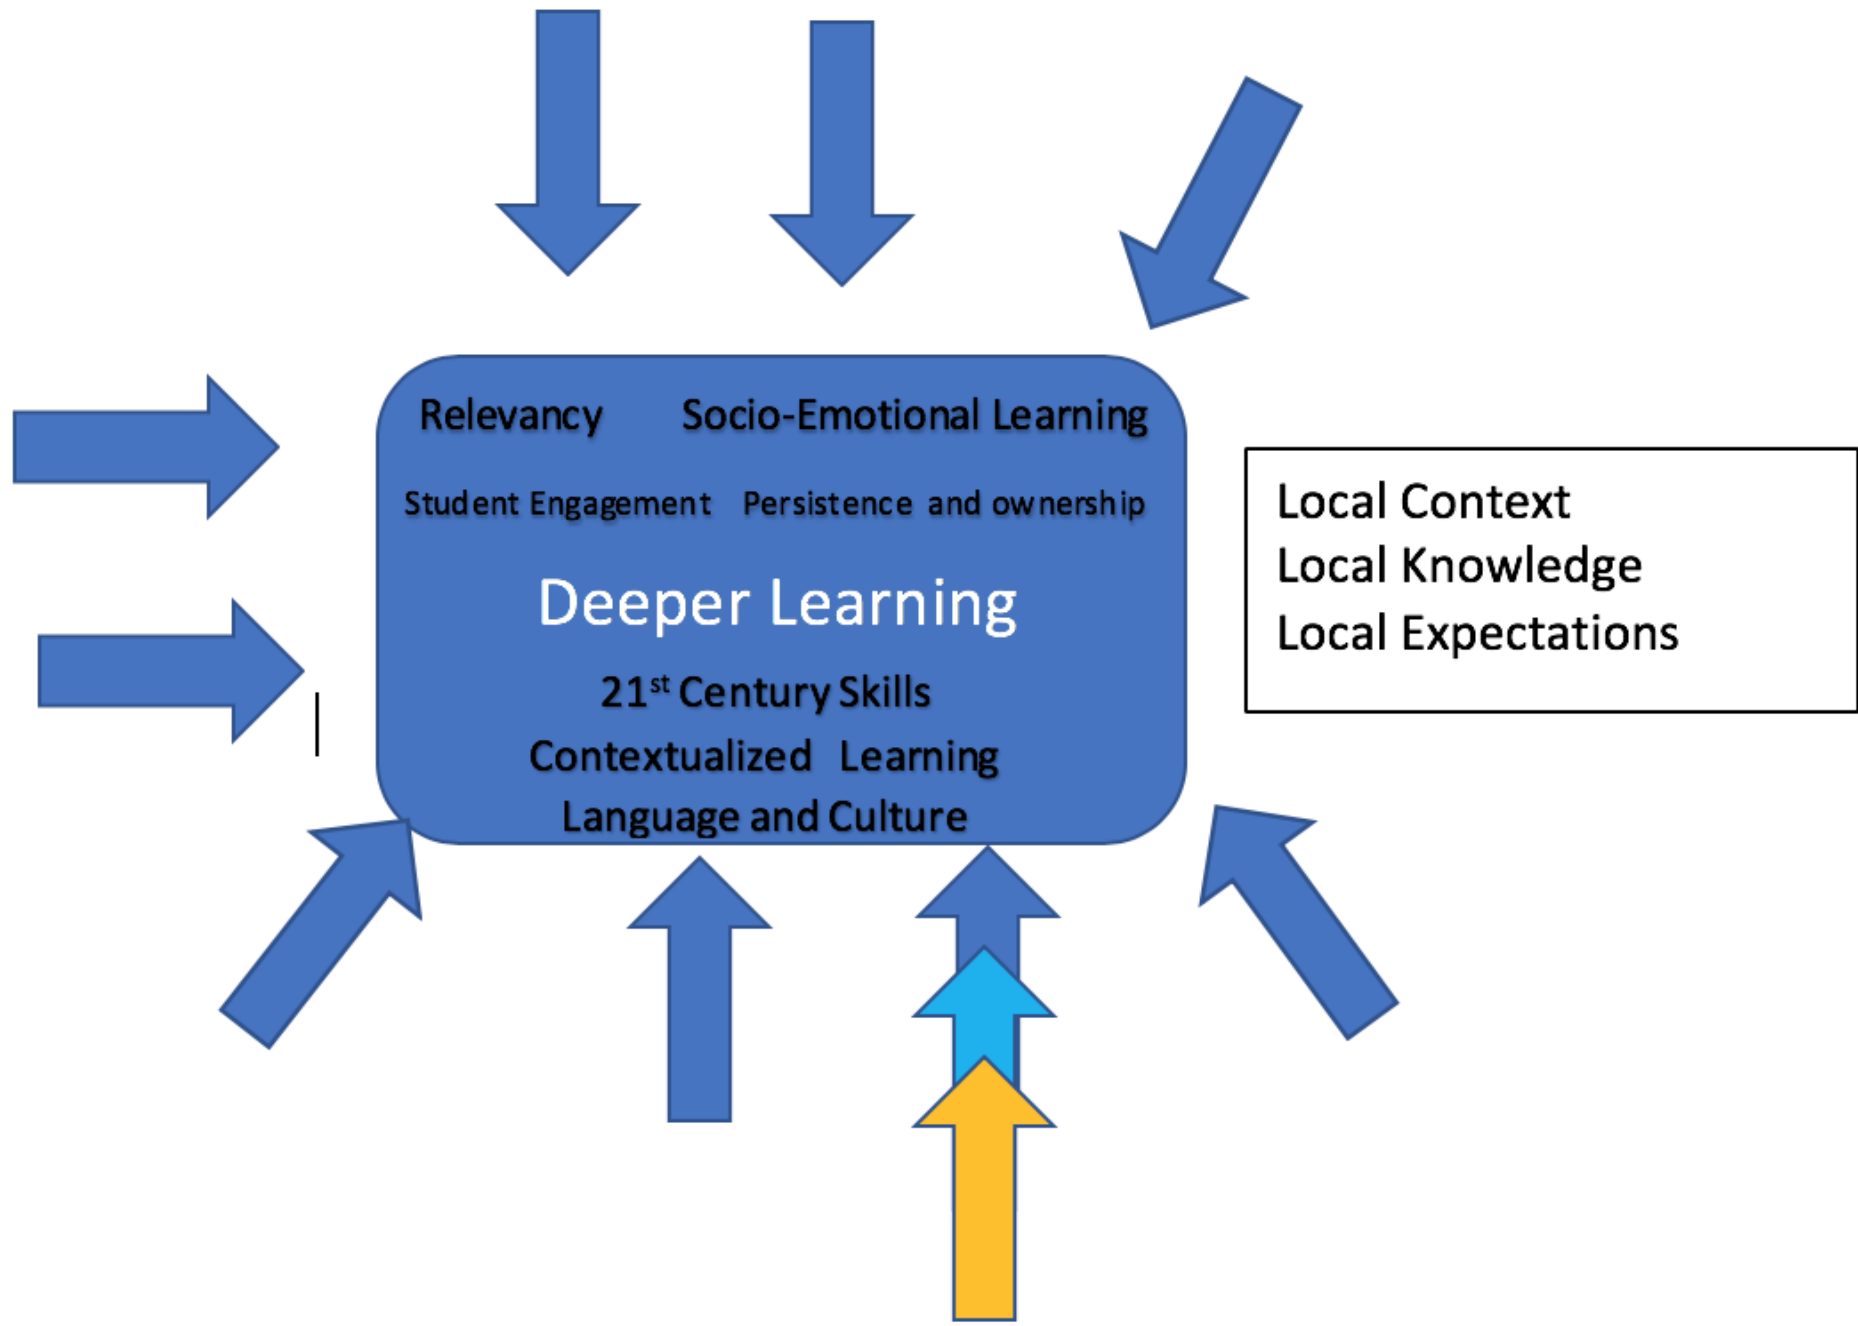 Relevancy Socio-Emotional Learning
Student Engagement Persistence and ownership
Deeper Learning
21st Century Skills
Contextualized Learning
Language and Culture
Local Context
Local Knowledge
Local Expectations